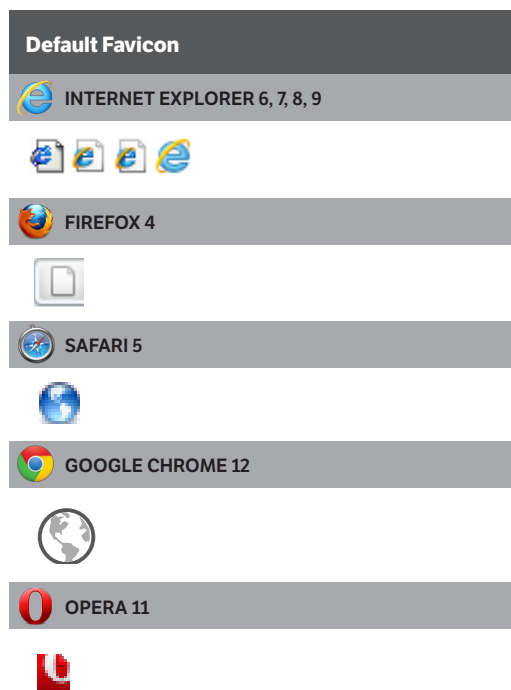 Default Favicon
INTERNET EXPLORER 6, 7, 8, 9
FIREFOX 4
SAFARI 5
GOOGLE CHROME 12
OPERA 11